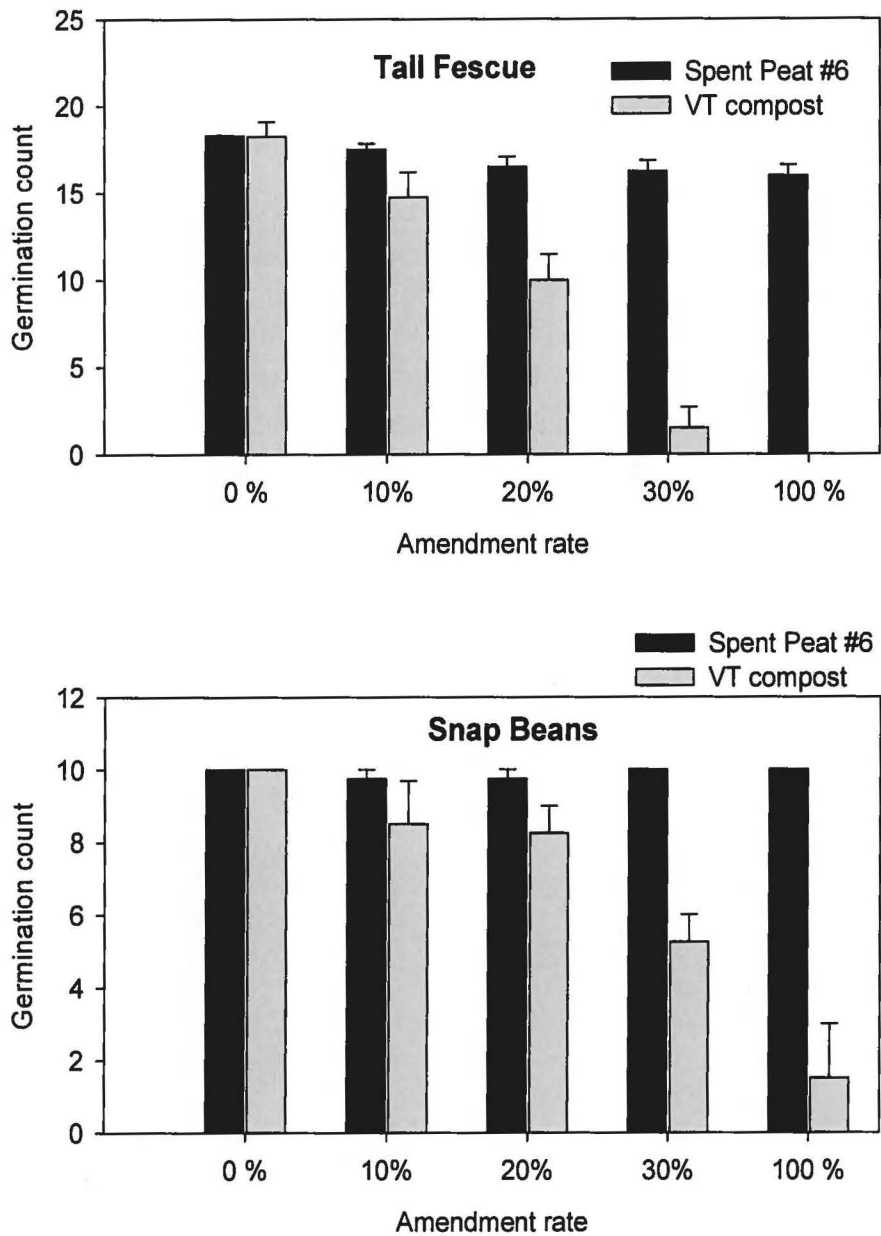 25
20
15
10
5
0
Germination count
Tall Fescue
Spent Peat #6
VT compost
0 % 10% 20% 30% 100 %
Amendment rate
Spent Peat #6
VT compost
12
10
8
6
4
2
0
Germination count
Snap Beans
0 % 10% 20% 30% 100 %
Amendment rate